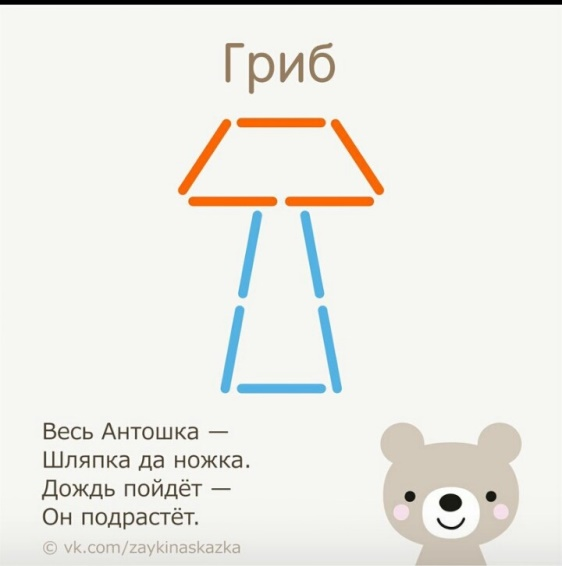 Гриб
Весь Антошка —
Шляпка да ножка.
Дождь пойдёт —
Он подрастёт.
© vk.com/zaykinaskazka